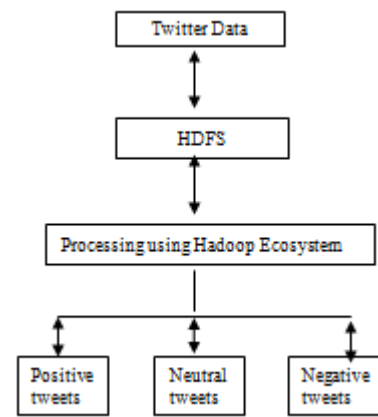 Twitter Data
HDFS
Processing using Hadoop Ecosystem
Positive
tweets
Neutral
tweets
Negative
tweets